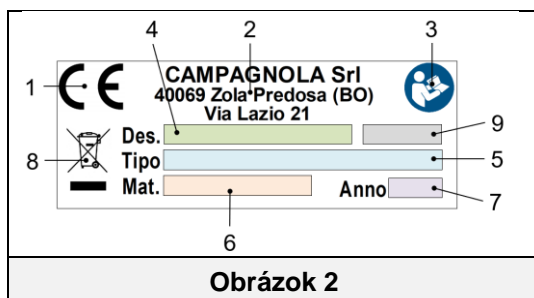 4 2 3
1 CE CAMPAGNOLA Srl
40069 Zola Predosa (BO)
Via Lazio 21
Des. 9
8 Tipo 5
Mat. Anno 7
6
Obrázok 2